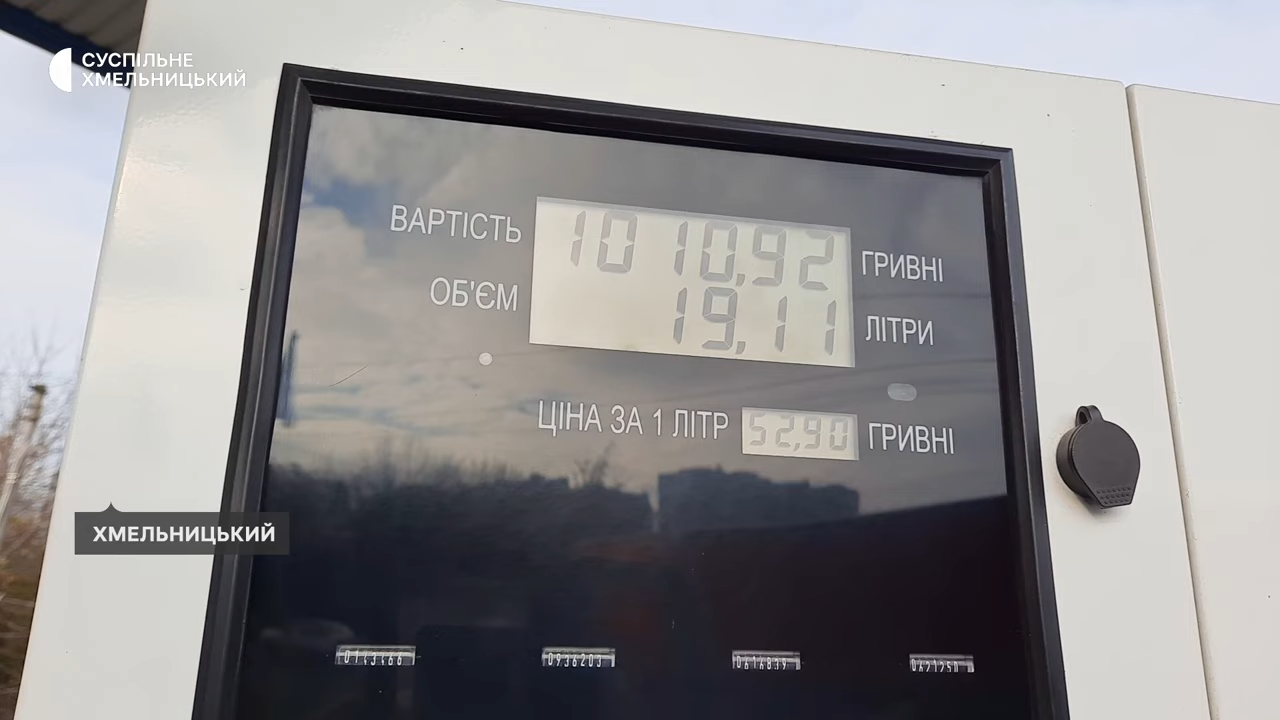 СУСПІЛЬНЕ
ХМЕЛЬНИЦЬКИЙ
ВАРТІСТЬ 1010,92 ГРИВНІ
ОБ'ЄМ 19,11 ЛІТРИ
ЦІНА ЗА 1 ЛІТР 52,90 ГРИВНІ
ХМЕЛЬНИЦЬКИЙ
0936203